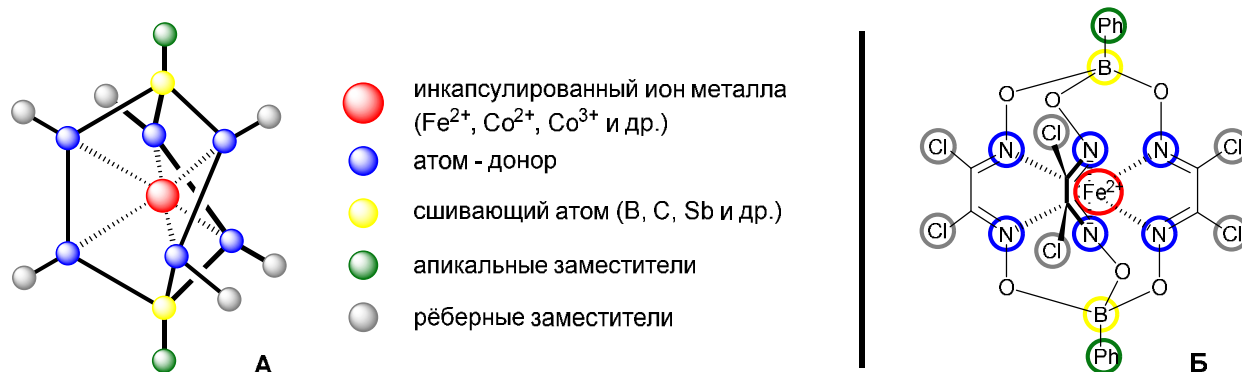 инкапсулированный ион металла
(Fe²⁺, Co²⁺, Co³⁺ и др.)
атом - донор
сшивающий атом (B, C, Sb и др.)
апикальные заместители
рёберные заместители
А
Ph
B
O O O
Cl Cl Cl
N N N
Fe²⁺
Cl Cl Cl
N N N
O O O
B
Ph
Б